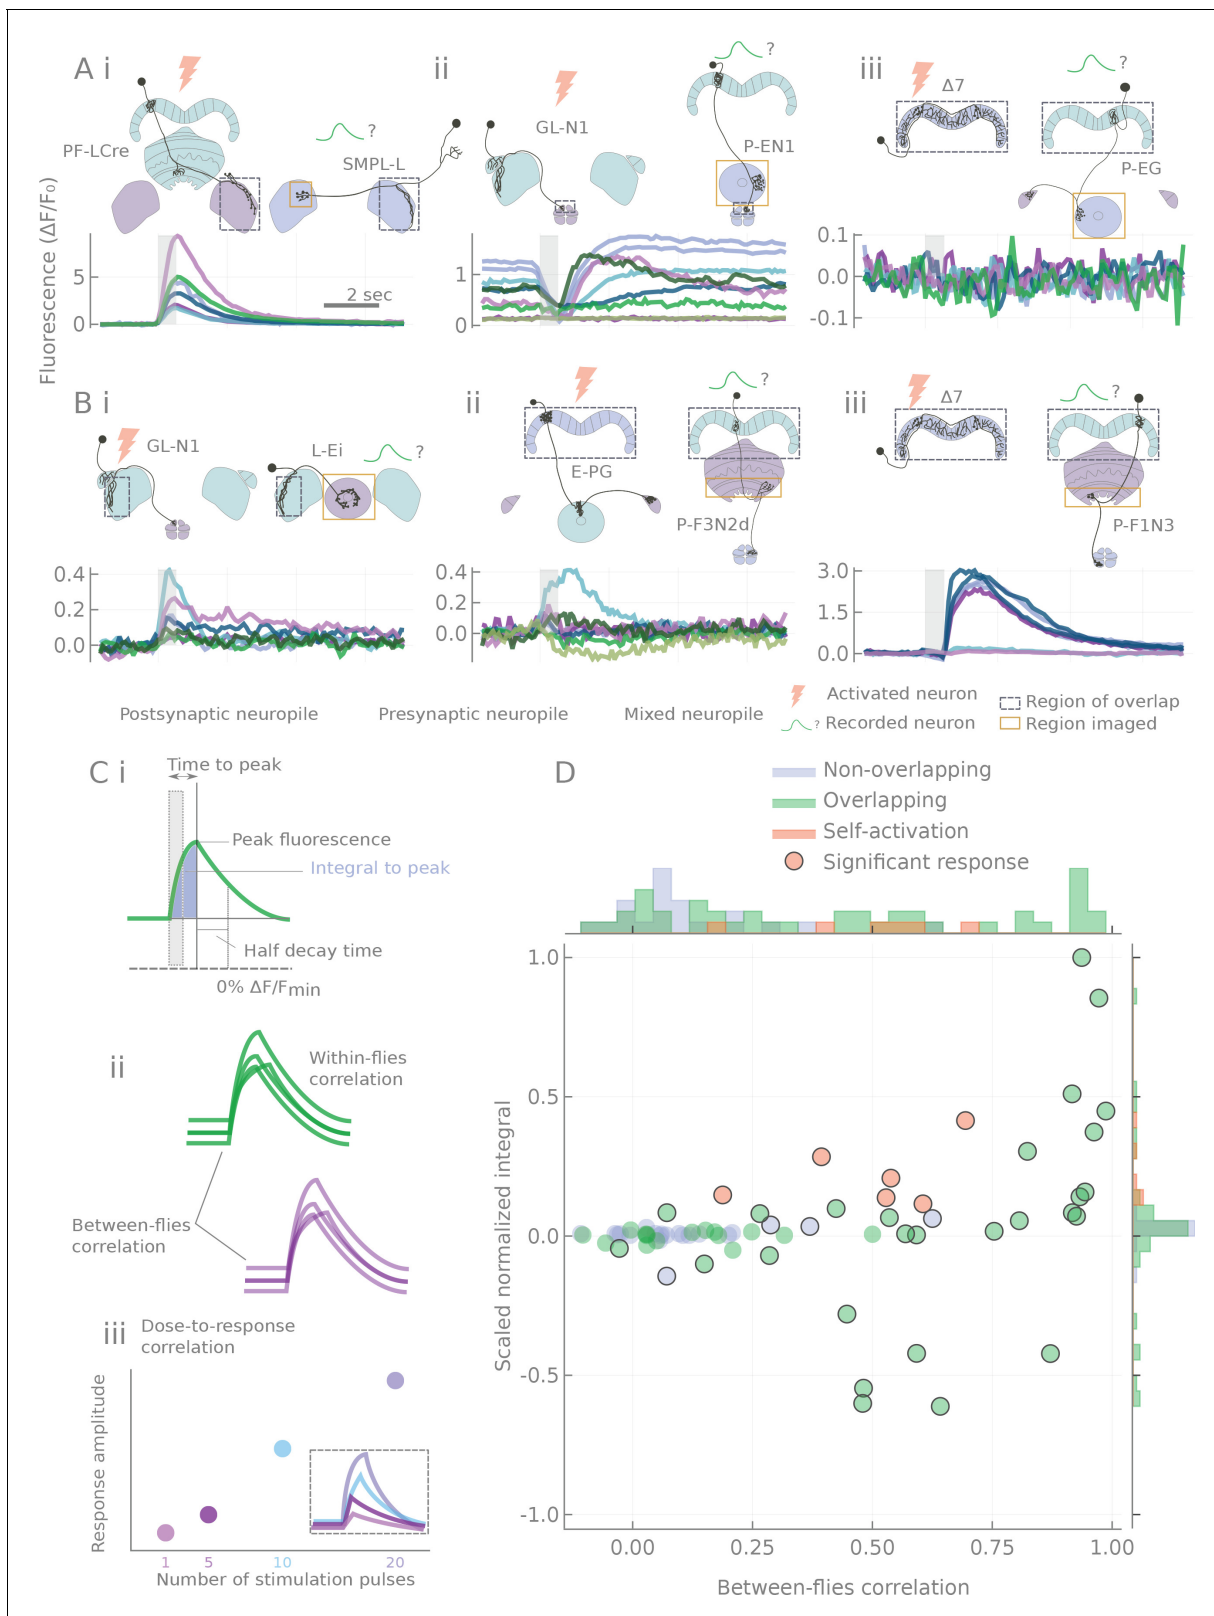 A i
PF-LCre
?
SMPL-L
ii
GL-N1
?
P-EN1
iii
Δ7
?
P-EG
Fluorescence (ΔF/F₀)
5
0
2 sec
1
0
0.1
0.0
-0.1
B i
GL-N1
L-Ei
?
ii
E-PG
?
P-F3N2d
iii
Δ7
?
P-F1N3
0.4
0.2
0.0
0.4
0.2
0.0
3.0
1.5
0.0
Postsynaptic neuropile
Presynaptic neuropile
Mixed neuropile
Activated neuron
? Recorded neuron
Region of overlap
Region imaged
C i
Time to peak
Peak fluorescence
Integral to peak
Half decay time
0% ΔF/Fmin
ii
Within-flies
correlation
Between-flies
correlation
iii
Dose-to-response
correlation
Response amplitude
1
5
10
20
Number of stimulation pulses
D
Non-overlapping
Overlapping
Self-activation
Significant response
Scaled normalized integral
1.0
0.5
0.0
-0.5
-1.0
0.00
0.25
0.50
0.75
1.00
Between-flies correlation